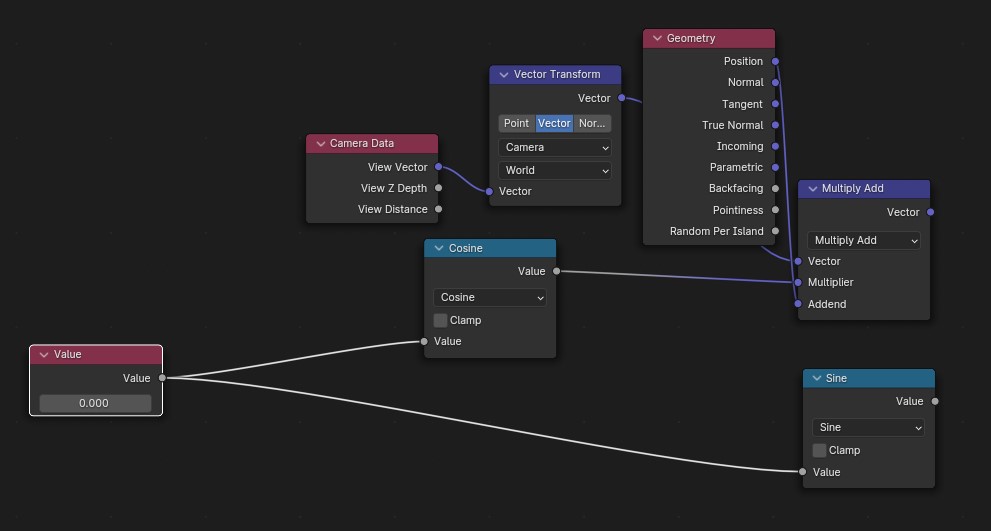 Geometry
Position
Normal
Tangent
True Normal
Incoming
Parametric
Backfacing
Pointiness
Random Per Island
Vector Transform
Vector
Point Vector Nor...
Camera
World
Vector
Camera Data
View Vector
View Z Depth
View Distance
Multiply Add
Vector
Multiply Add
Vector
Multiplier
Addend
Cosine
Value
Cosine
Clamp
Value
Value
Value
0.000
Sine
Value
Sine
Clamp
Value